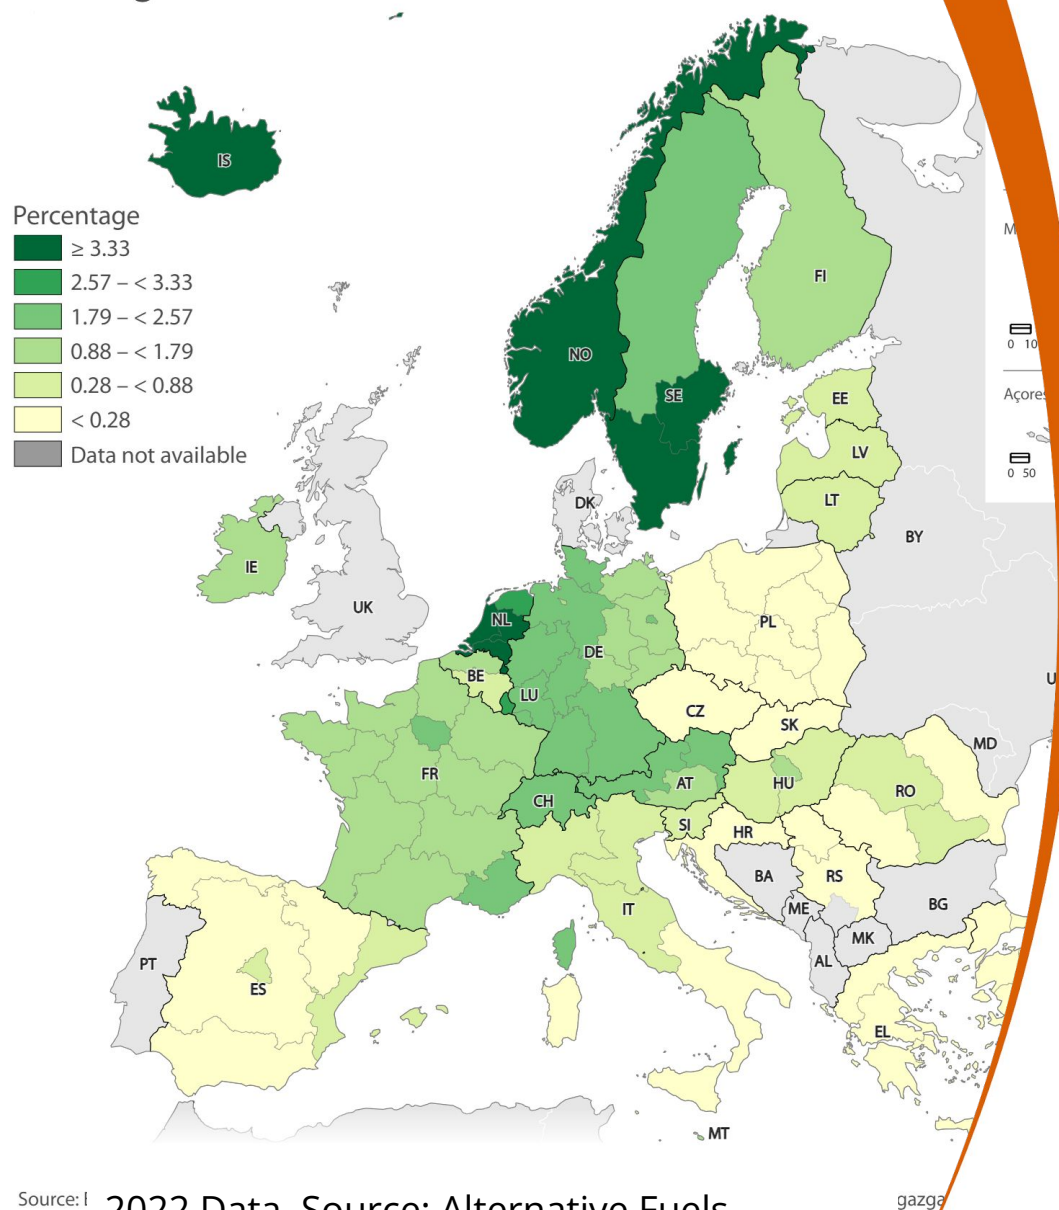 IS
Percentage
≥ 3.33
2.57 – < 3.33
1.79 – < 2.57
0.88 – < 1.79
0.28 – < 0.88
< 0.28
Data not available
M
FI
NO
0 10
SE
Açores
EE
LV
0 50
LT
DK
BY
IE
UK
NL
PL
DE
BE
LU
U
CZ
SK
MD
FR
AT
HU
RO
CH
SI
HR
BA
RS
IT
ME
BG
MK
PT
AL
ES
EL
MT
Source:
2022 Data, Source: Alternative Fuels
gazga